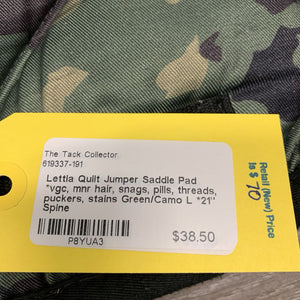 The Tack Collector
619337-191
Lettia Quilt Jumper Saddle Pad
*vgc, mnr hair, snags, pills, threads,
puckers, stains Green/Camo L *21"
Spine
P8YUA3
$38.50
Retail (New) Price
is $ 70